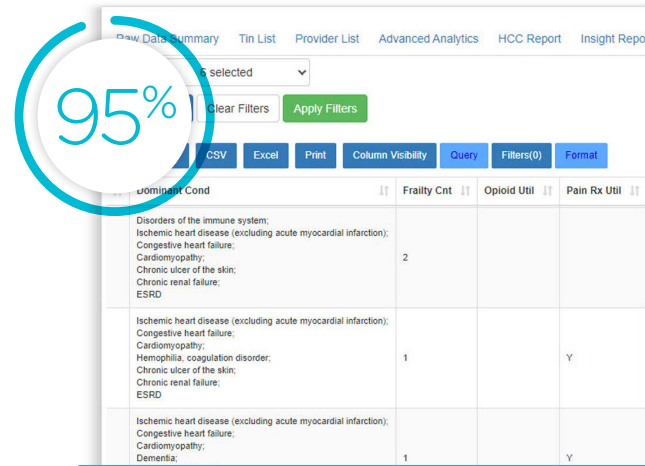 Raw Data Summary Tin List Provider List Advanced Analytics HCC Report Insight Repo
6 selected
95%
Clear Filters Apply Filters
CSV Excel Print Column Visibility Query Filters(0) Format
Dominant Cond Frailty Cnt Opioid Util Pain Rx Util
Disorders of the immune system;
Ischemic heart disease (excluding acute myocardial infarction);
Congestive heart failure;
Cardiomyopathy;
Chronic ulcer of the skin;
Chronic renal failure;
ESRD
2
Ischemic heart disease (excluding acute myocardial infarction);
Congestive heart failure;
Cardiomyopathy;
Hemophilia, coagulation disorder;
Chronic ulcer of the skin;
Chronic renal failure;
ESRD
1 Y
Ischemic heart disease (excluding acute myocardial infarction);
Congestive heart failure;
Cardiomyopathy;
Dementia;
1 Y